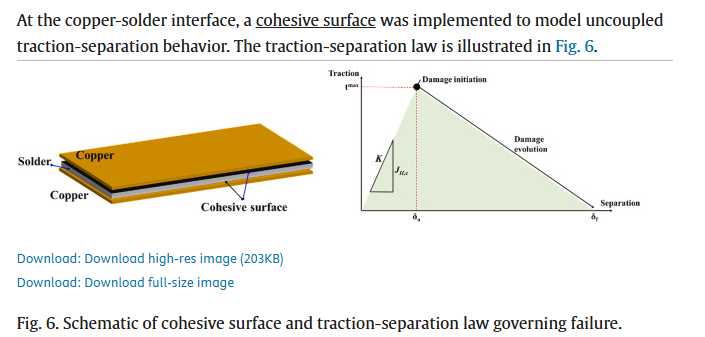 At the copper-solder interface, a cohesive surface was implemented to model uncoupled
traction-separation behavior. The traction-separation law is illustrated in Fig. 6.
Traction
tmax
Damage initiation
Solder
Copper
Copper
Cohesive surface
K
JII,c
Damage
evolution
Separation
δo
δf
Download: Download high-res image (203KB)
Download: Download full-size image
Fig. 6. Schematic of cohesive surface and traction-separation law governing failure.